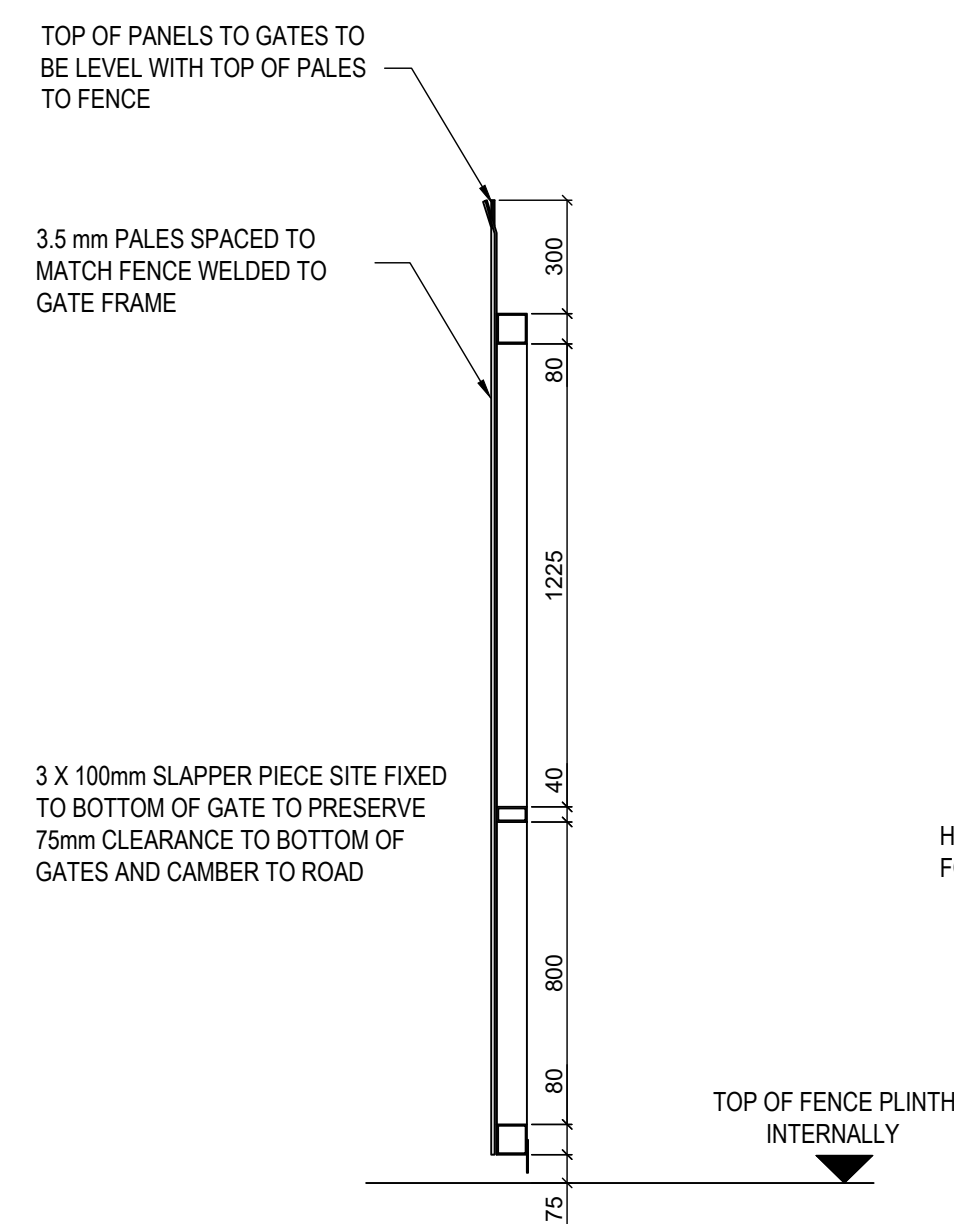 TOP OF PANELS TO GATES TO
BE LEVEL WITH TOP OF PALES
TO FENCE
3.5 mm PALES SPACED TO
MATCH FENCE WELDED TO
GATE FRAME
300
80
1225
3 X 100mm SLAPPER PIECE SITE FIXED
TO BOTTOM OF GATE TO PRESERVE
75mm CLEARANCE TO BOTTOM OF
GATES AND CAMBER TO ROAD
40
800
80
TOP OF FENCE PLINTH
INTERNALLY
75